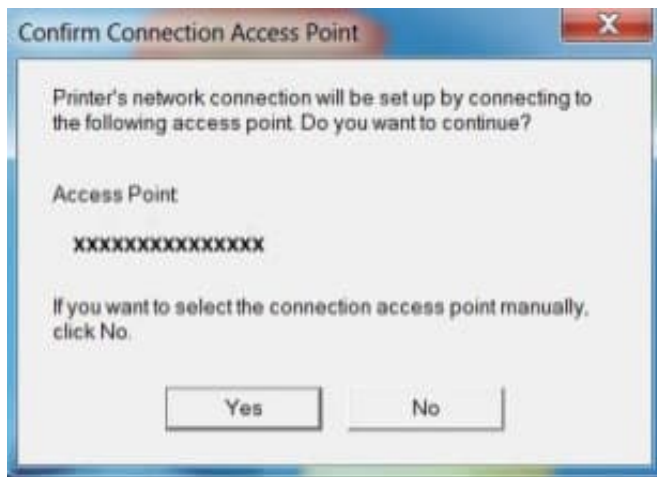 Confirm Connection Access Point
Printer's network connection will be set up by connecting to
the following access point. Do you want to continue?
Access Point
XXXXXXXXXXXXXXX
If you want to select the connection access point manually,
click No.
Yes
No